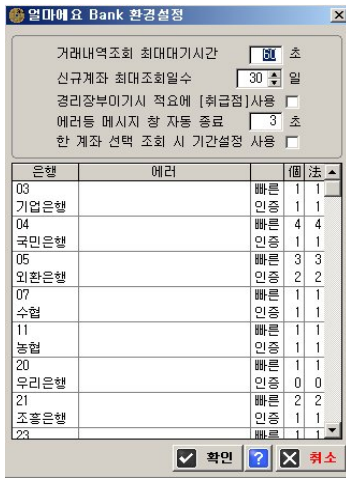 얼마에요 Bank 환경설정
거래내역조회 최대대기시간 60 초
신규계좌 최대조회일수 30 일
경리장부이기시 적요에 [취급점]사용
에러등 메시지 창 자동 종료 3 초
한 계좌 선택 조회 시 기간설정 사용
은행 에러 個 法
03 빠른 1 1
기업은행 인증 1 1
04 빠른 4 4
국민은행 인증 1 1
05 빠른 3 3
외환은행 인증 2 2
07 빠른 1 1
수협 인증 1 1
11 빠른 1 1
농협 인증 1 1
20 빠른 1 1
우리은행 인증 0 0
21 빠른 2 2
조흥은행 인증 1 1
23 빠른 1 1
확인 ? 취소